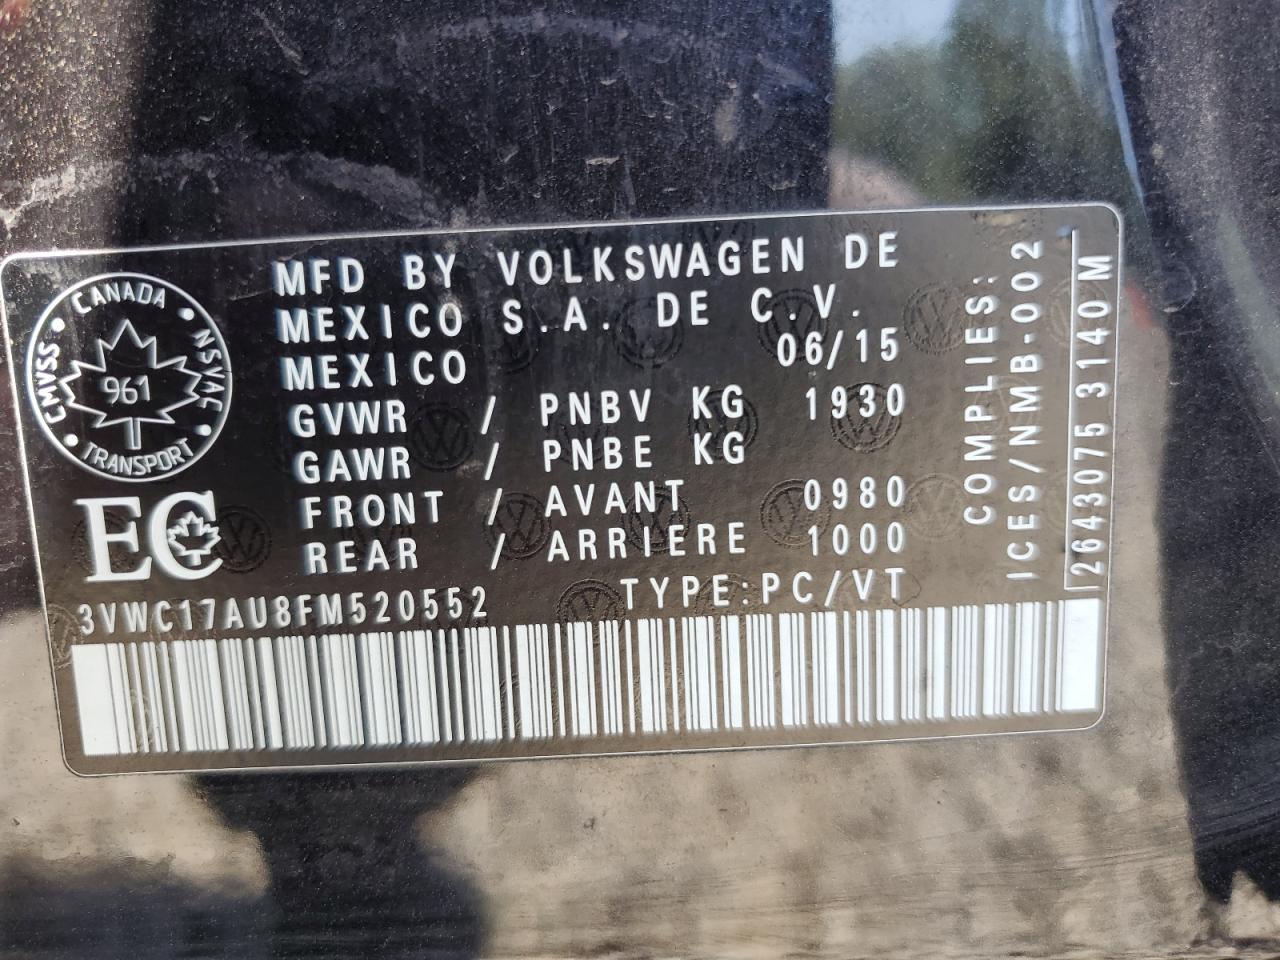 MFD BY VOLKSWAGEN DE
MEXICO S.A. DE C.V.
MEXICO 06/15
GVWR / PNBV KG 1930
GAWR / PNBE KG
FRONT / AVANT 0980
REAR / ARRIERE 1000
TYPE:PC/VT
3VWC17AU8FM520552
CANADA
CMVSS • NSVAC
961
TRANSPORT
EC
COMPLIES:
ICES/NMB-002
2643075 3140 M